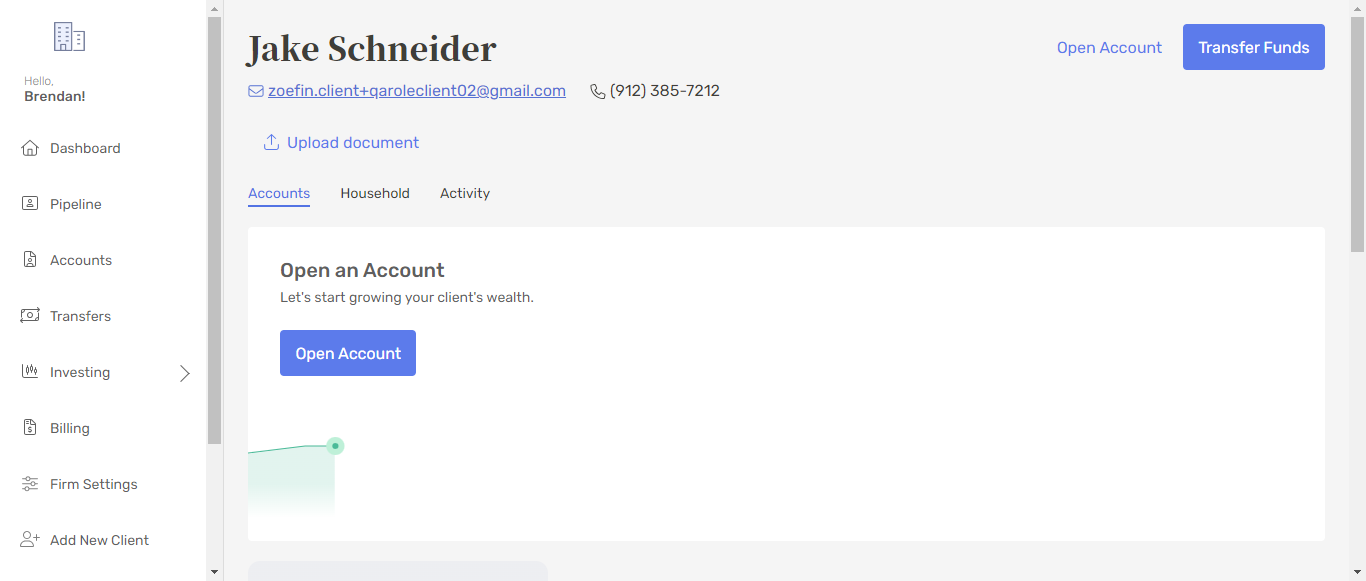 Hello,
Brendan!
Dashboard
Pipeline
Accounts
Transfers
Investing
Billing
Firm Settings
Add New Client
Jake Schneider
Open Account
Transfer Funds
zoefin.client+qaroleclient02@gmail.com
(912) 385-7212
Upload document
Accounts
Household
Activity
Open an Account
Let's start growing your client's wealth.
Open Account